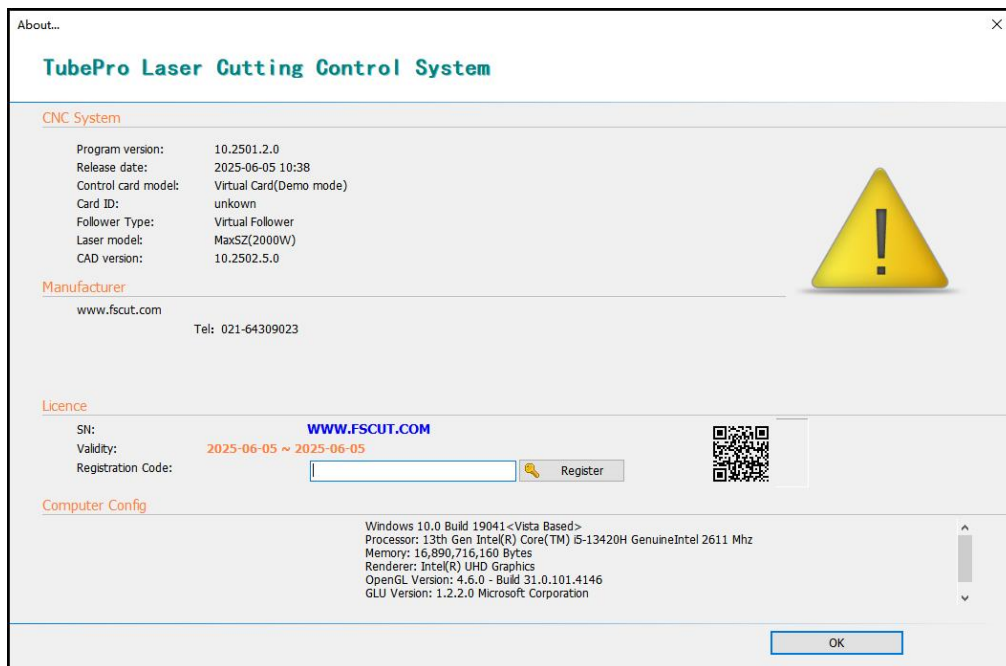 About...
TubePro Laser Cutting Control System
CNC System
Program version: 10.2501.2.0
Release date: 2025-06-05 10:38
Control card model: Virtual Card(Demo mode)
Card ID: unkown
Follower Type: Virtual Follower
Laser model: MaxSZ(2000W)
CAD version: 10.2502.5.0
Manufacturer
www.fscut.com
Tel: 021-64309023
Licence
SN: WWW.FSCUT.COM
Validity: 2025-06-05 ~ 2025-06-05
Registration Code: Register
Computer Config
Windows 10.0 Build 19041<Vista Based>
Processor: 13th Gen Intel(R) Core(TM) i5-13420H GenuineIntel 2611 Mhz
Memory: 16,890,716,160 Bytes
Renderer: Intel(R) UHD Graphics
OpenGL Version: 4.6.0 - Build 31.0.101.4146
GLU Version: 1.2.2.0 Microsoft Corporation
OK